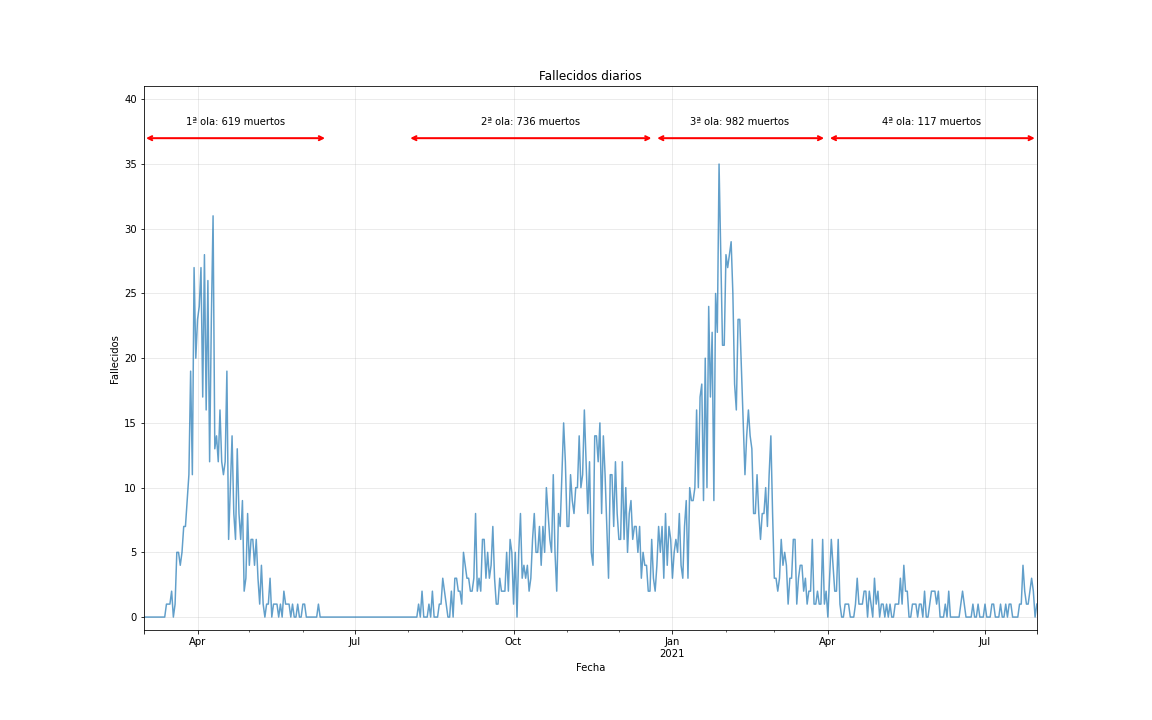 Fallecidos diarios
40
1ª ola: 619 muertos
2ª ola: 736 muertos
3ª ola: 982 muertos
4ª ola: 117 muertos
35
30
25
20
15
10
5
0
Fallecidos
Apr
Jul
Oct
Jan
2021
Apr
Jul
Fecha